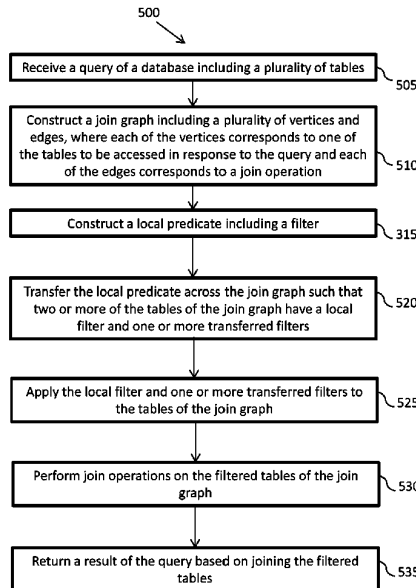 500
Receive a query of a database including a plurality of tables
505
Construct a join graph including a plurality of vertices and
edges, where each of the vertices corresponds to one of
the tables to be accessed in response to the query and each
of the edges corresponds to a join operation
510
Construct a local predicate including a filter
315
Transfer the local predicate across the join graph such that
two or more of the tables of the join graph have a local
filter and one or more transferred filters
520
Apply the local filter and one or more transferred filters to
the tables of the join graph
525
Perform join operations on the filtered tables of the join
graph
530
Return a result of the query based on joining the filtered
tables
535